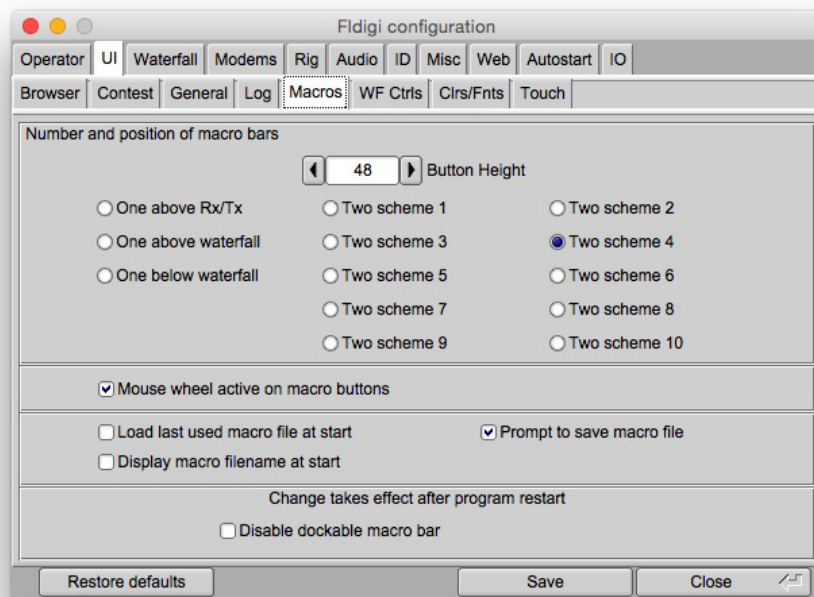 Fldigi configuration
Operator UI Waterfall Modems Rig Audio ID Misc Web Autostart IO
Browser Contest General Log Macros WF Ctrls Clrs/Fnts Touch
Number and position of macro bars
48 Button Height
One above Rx/Tx Two scheme 1 Two scheme 2
One above waterfall Two scheme 3 Two scheme 4
One below waterfall Two scheme 5 Two scheme 6
Two scheme 7 Two scheme 8
Two scheme 9 Two scheme 10
Mouse wheel active on macro buttons
Load last used macro file at start Prompt to save macro file
Display macro filename at start
Change takes effect after program restart
Disable dockable macro bar
Restore defaults Save Close